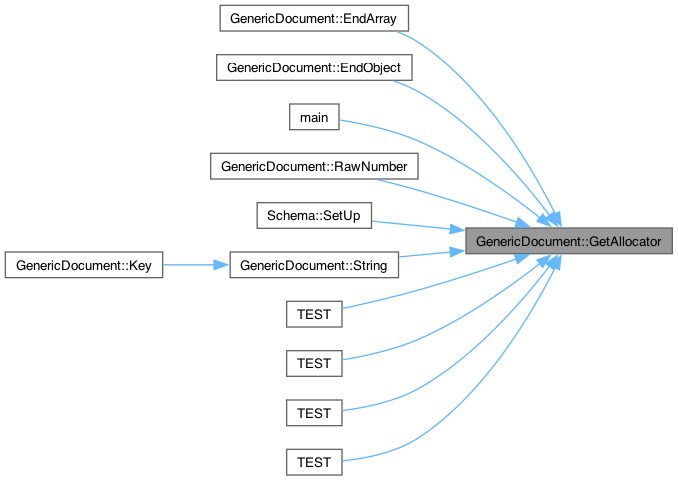 GenericDocument::EndArray
GenericDocument::EndObject
main
GenericDocument::RawNumber
Schema::SetUp
GenericDocument::GetAllocator
GenericDocument::Key
GenericDocument::String
TEST
TEST
TEST
TEST